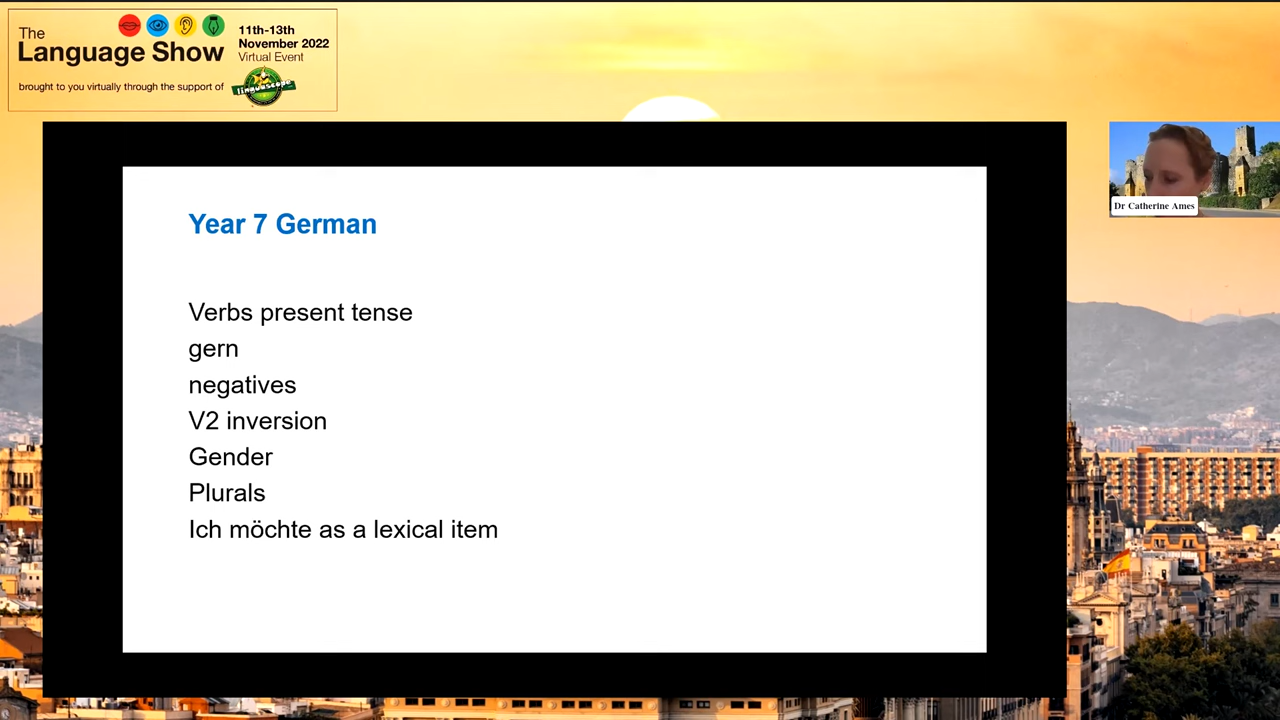 The
Language Show
11th-13th
November 2022
Virtual Event
brought to you virtually through the support of
linguascope
Year 7 German
Verbs present tense
gern
negatives
V2 inversion
Gender
Plurals
Ich möchte as a lexical item
Dr Catherine Ames